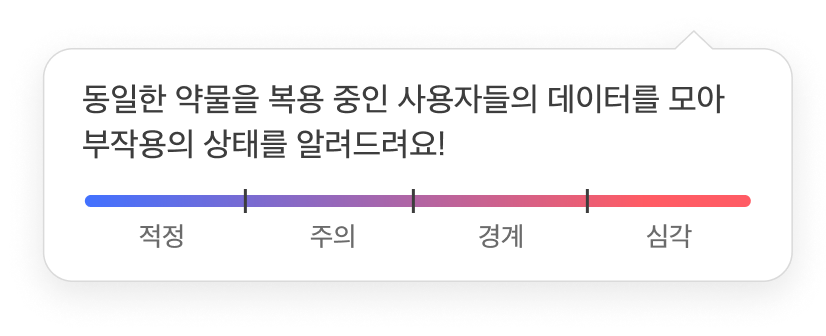 동일한 약물을 복용 중인 사용자들의 데이터를 모아
부작용의 상태를 알려드려요!
적정
주의
경계
심각